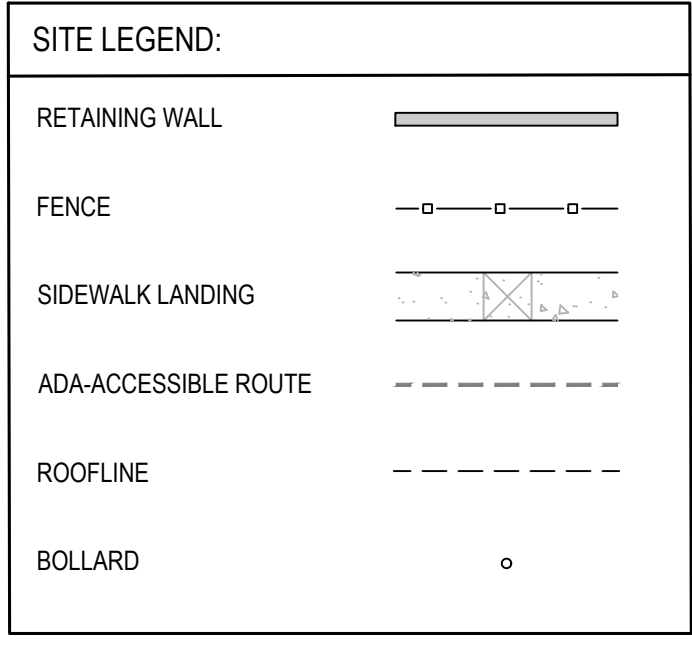 SITE LEGEND:
RETAINING WALL
FENCE
SIDEWALK LANDING
ADA-ACCESSIBLE ROUTE
ROOFLINE
BOLLARD